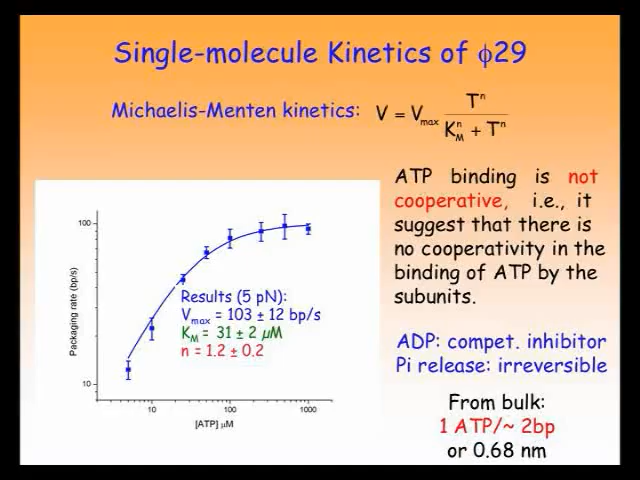 Single-molecule Kinetics of ϕ29
Michaelis-Menten kinetics: V = Vmax Tⁿ / (K_Mⁿ + Tⁿ)
ATP binding is not
cooperative, i.e., it
suggest that there is
no cooperativity in the
binding of ATP by the
subunits.
ADP: compet. inhibitor
Pi release: irreversible
From bulk:
1 ATP/~ 2bp
or 0.68 nm
Packaging rate (bp/s)
100
10
Results (5 pN):
Vmax = 103 ± 12 bp/s
K_M = 31 ± 2 μM
n = 1.2 ± 0.2
10 100 1000
[ATP] μM